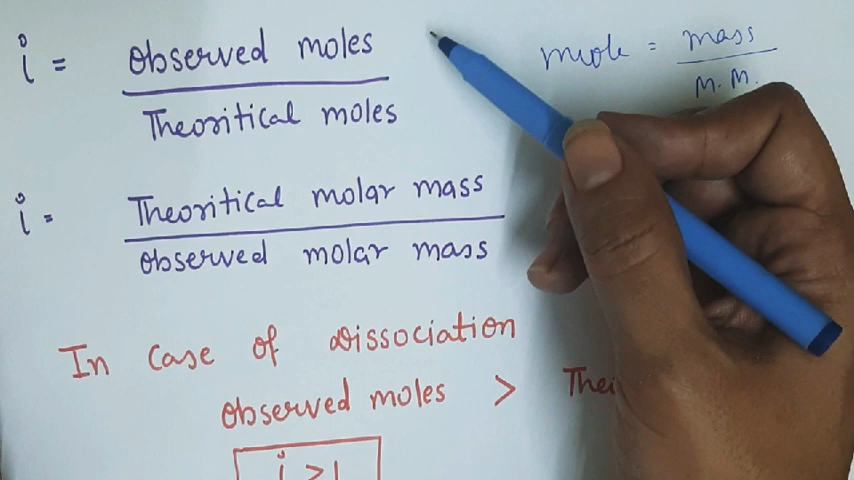 i = Observed moles
Theoritical moles
mole = mass
M.M.
i = Theoritical molar mass
observed molar mass
In case of Dissociation
observed moles >
i > 1